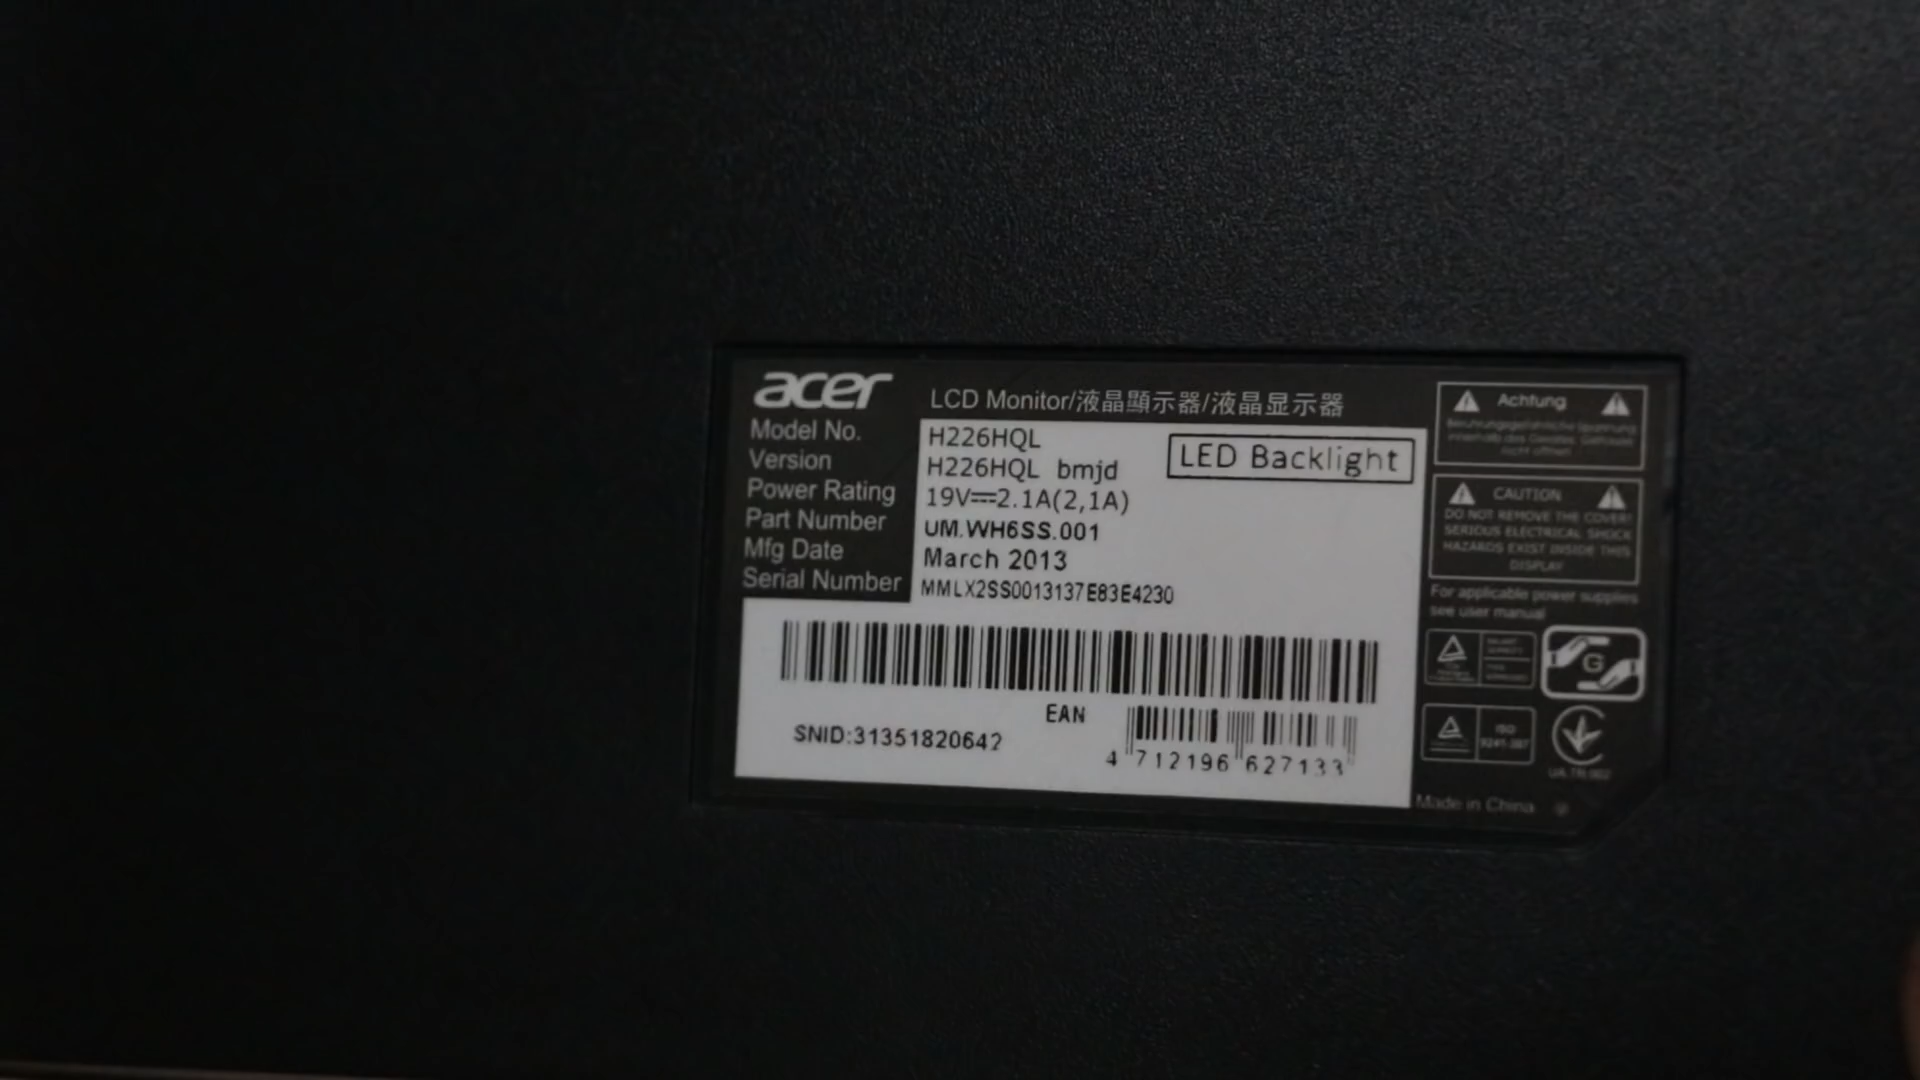 acer LCD Monitor/液晶顯示器/液晶显示器
Model No. H226HQL
Version H226HQL bmjd
LED Backlight
Power Rating 19V⎓2.1A(2,1A)
Part Number UM.WH6SS.001
Mfg Date March 2013
Serial Number MMLX2SS0013137E83E4230
EAN
SNID:31351820642
4 712196 627133
Achtung
CAUTION
DO NOT REMOVE THE COVER!
SERIOUS ELECTRICAL SHOCK
HAZARDS EXIST INSIDE THIS
DISPLAY
For applicable power supplies
see user manual
G
ISO
Made in China